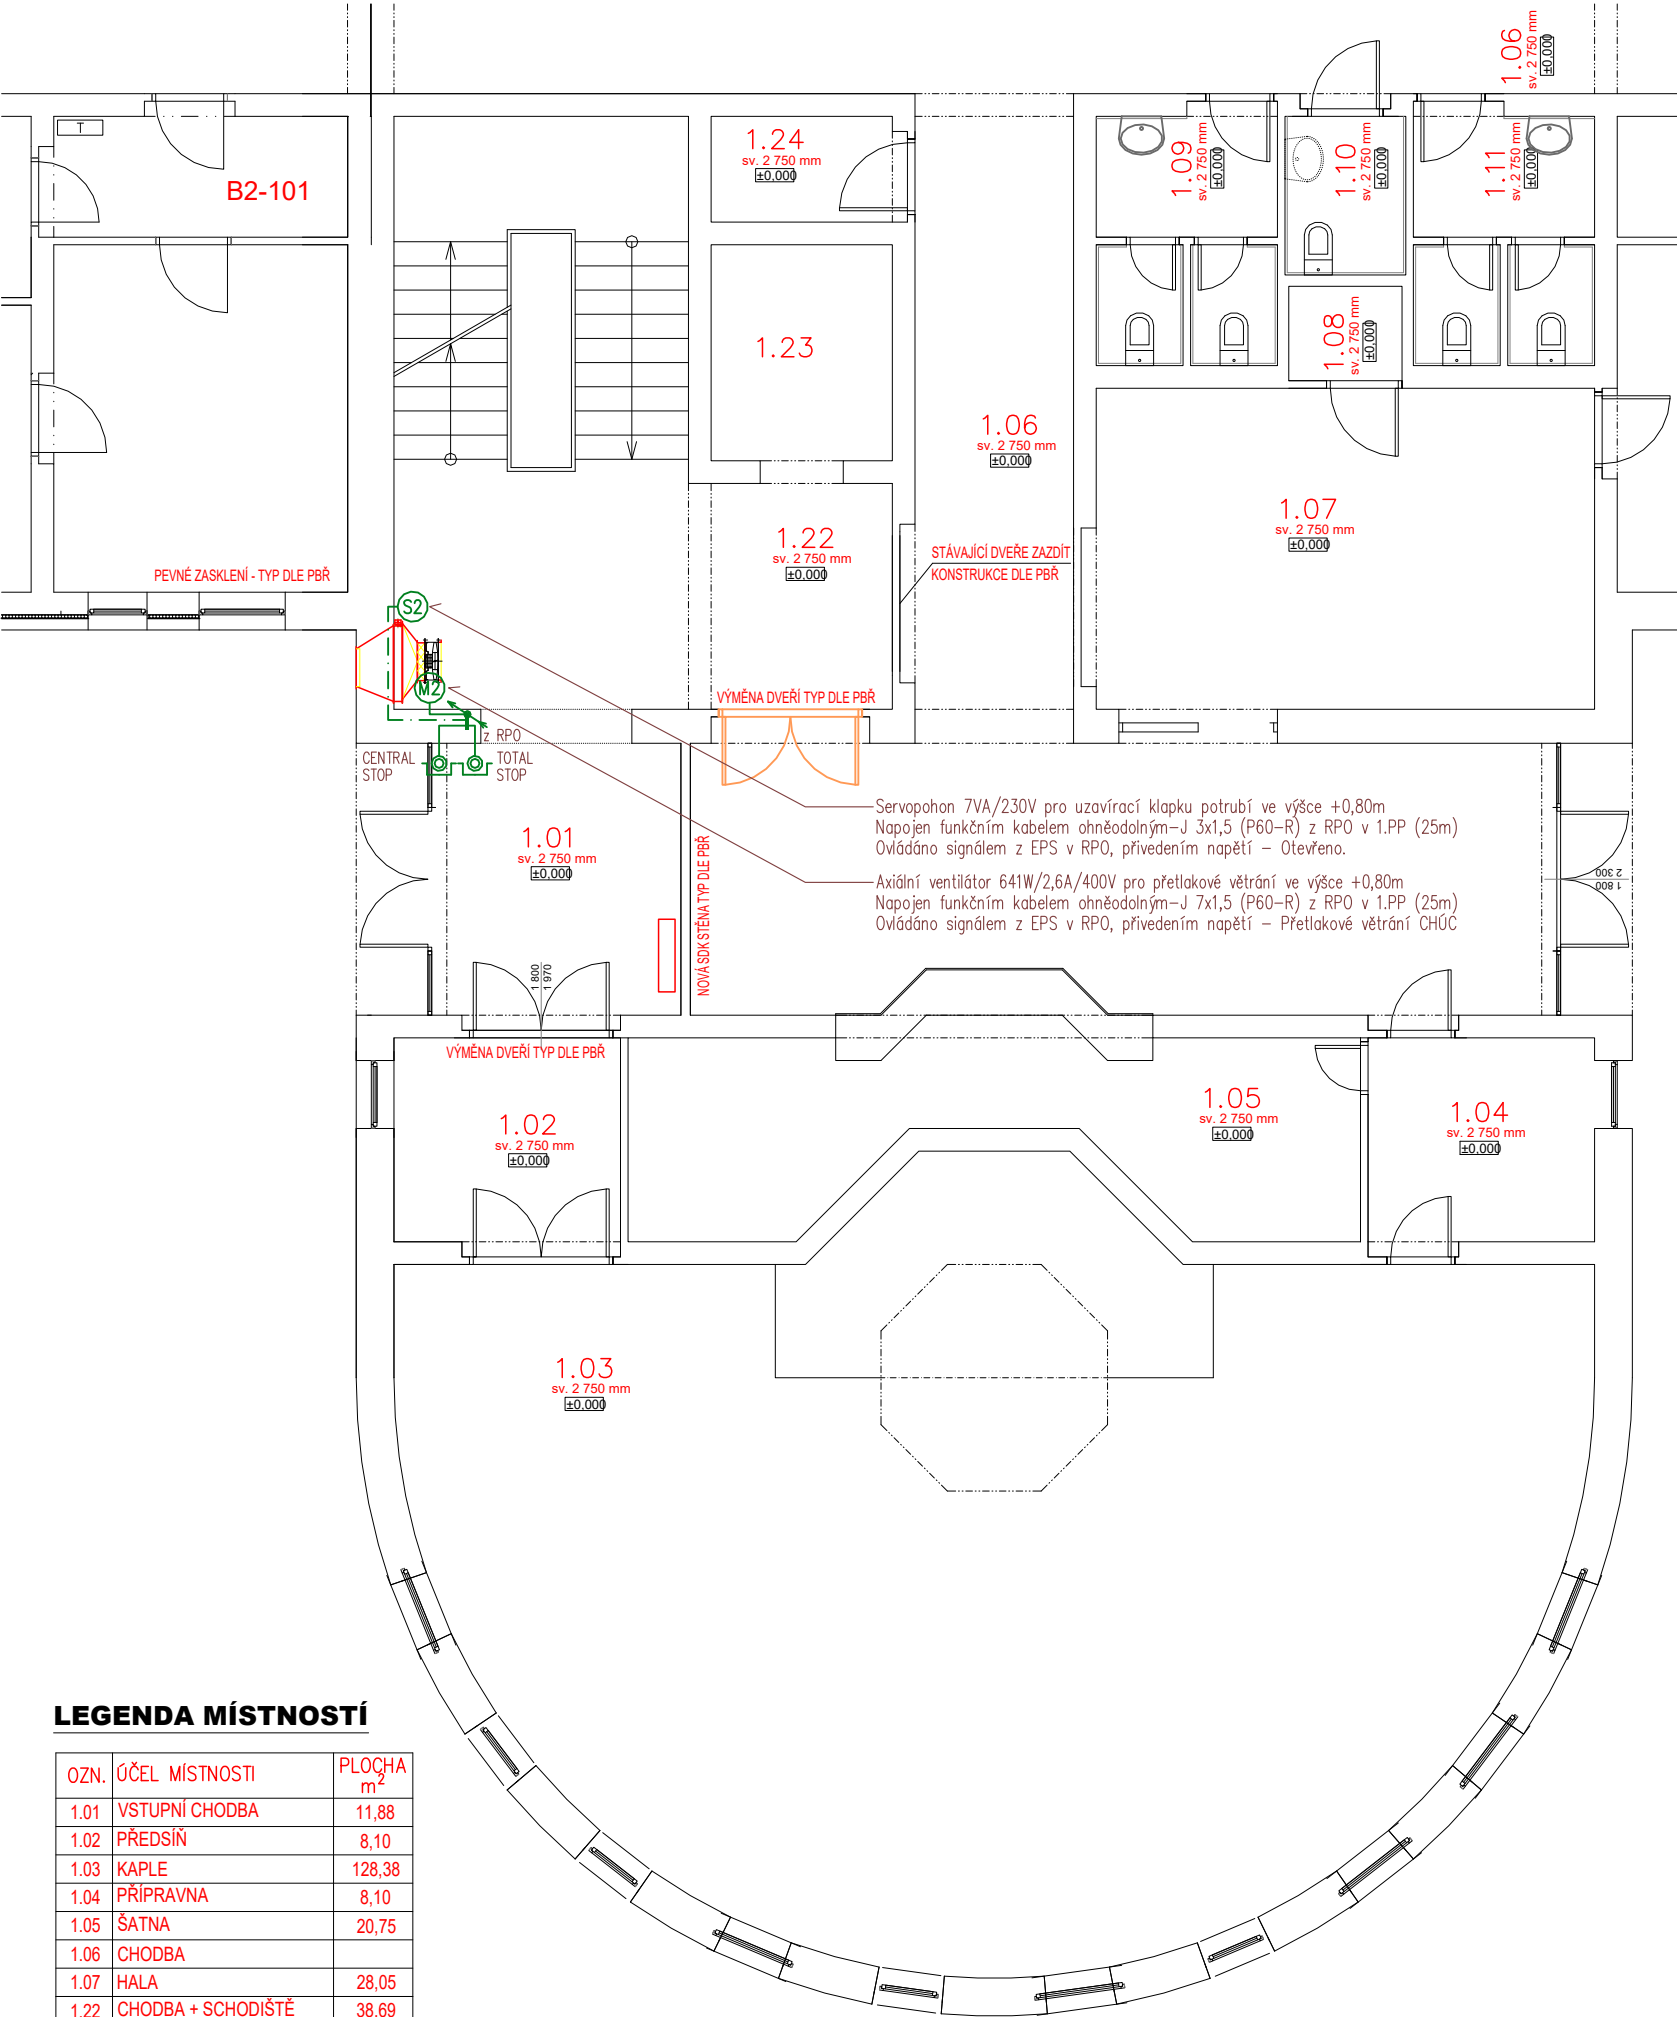 1.06
sv. 2 750 mm
±0,000
T
B2-101
1.24
sv. 2 750 mm
±0,000
1.09
sv. 2 750 mm
±0,000
1.10
sv. 2 750 mm
±0,000
1.11
sv. 2 750 mm
±0,000
1.08
sv. 2 750 mm
±0,000
1.23
1.06
sv. 2 750 mm
±0,000
1.07
sv. 2 750 mm
±0,000
1.22
sv. 2 750 mm
±0,000
STÁVAJÍCÍ DVEŘE ZAZDÍT
KONSTRUKCE DLE PBŘ
PEVNÉ ZASKLENÍ - TYP DLE PBŘ
S2
M2
VÝMĚNA DVEŘÍ TYP DLE PBŘ
z RPO
CENTRAL
STOP
TOTAL
STOP
Servopohon 7VA/230V pro uzavírací klapku potrubí ve výšce +0,80m
Napojen funkčním kabelem ohněodolným-J 3x1,5 (P60-R) z RPO v 1.PP (25m)
Ovládáno signálem z EPS v RPO, přivedením napětí - Otevřeno.
Axiální ventilátor 641W/2,6A/400V pro přetlakové větrání ve výšce +0,80m
Napojen funkčním kabelem ohněodolným-J 7x1,5 (P60-R) z RPO v 1.PP (25m)
Ovládáno signálem z EPS v RPO, přivedením napětí - Přetlakové větrání CHÚC
1.01
sv. 2 750 mm
±0,000
NOVÁ SDK STĚNA TYP DLE PBŘ
1 800
2 300
1 800
1 970
VÝMĚNA DVEŘÍ TYP DLE PBŘ
1.02
sv. 2 750 mm
±0,000
1.05
sv. 2 750 mm
±0,000
1.04
sv. 2 750 mm
±0,000
1.03
sv. 2 750 mm
±0,000
LEGENDA MÍSTNOSTÍ
OZN. ÚČEL MÍSTNOSTI PLOCHA m²
1.01 VSTUPNÍ CHODBA 11,88
1.02 PŘEDSÍŇ 8,10
1.03 KAPLE 128,38
1.04 PŘÍPRAVNA 8,10
1.05 ŠATNA 20,75
1.06 CHODBA
1.07 HALA 28,05
1.22 CHODBA + SCHODIŠTĚ 38,69